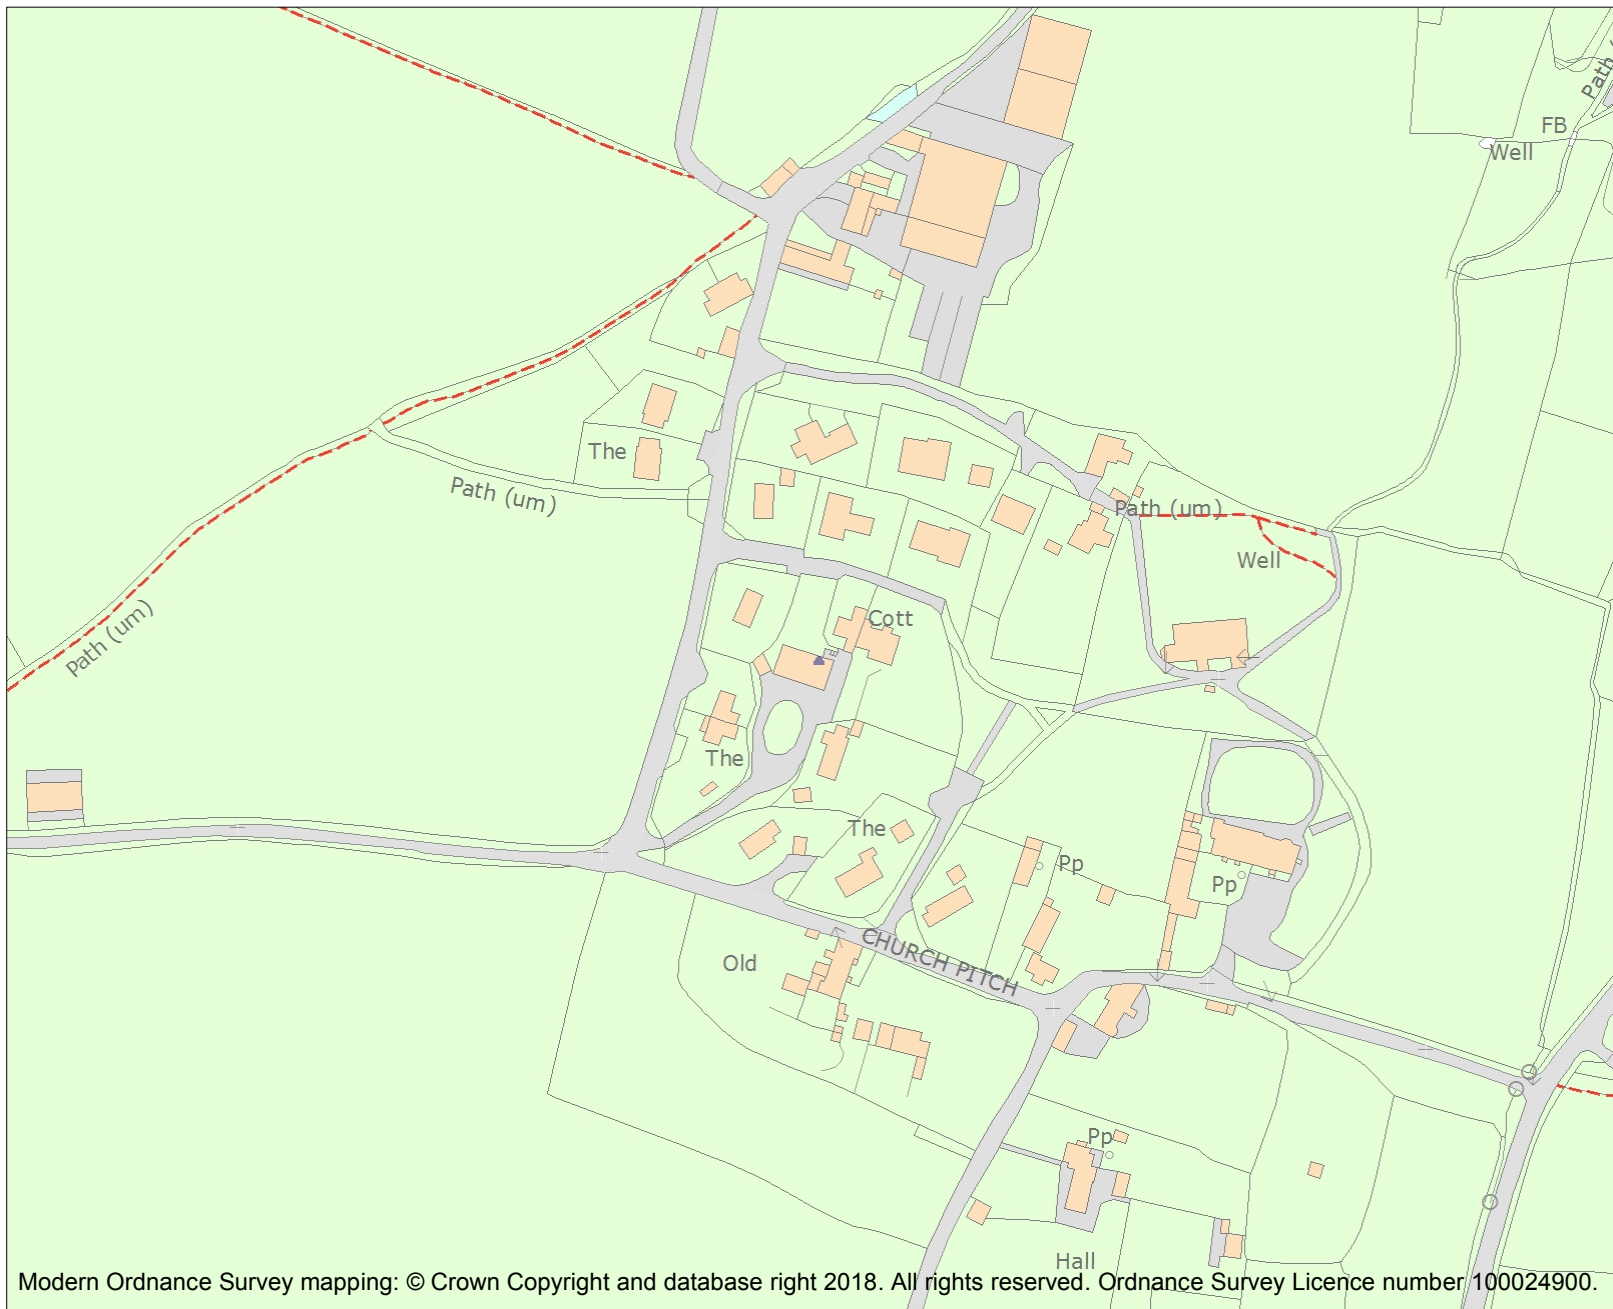 Path
FB
Well
The
Path (um)
Path (um)
Well
Path (um)
Cott
The
The
Pp
Pp
CHURCH PITCH
Old
Pp
Hall
Modern Ordnance Survey mapping: © Crown Copyright and database right 2018. All rights reserved. Ordnance Survey Licence number 100024900.